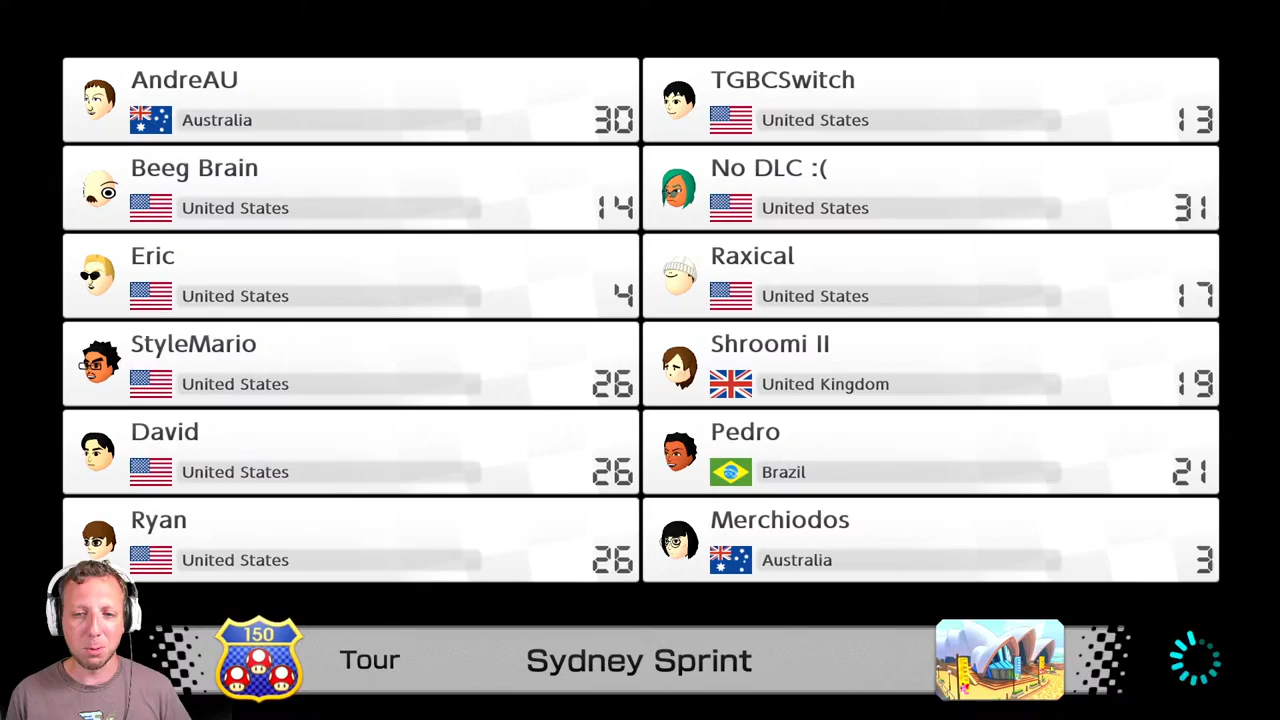 AndreAU
Australia
30
Beeg Brain
United States
14
Eric
United States
4
StyleMario
United States
26
David
United States
26
Ryan
United States
26
TGBCSwitch
United States
13
No DLC :(
United States
31
Raxical
United States
17
Shroomi II
United Kingdom
19
Pedro
Brazil
21
Merchiodos
Australia
3
150
Tour
Sydney Sprint